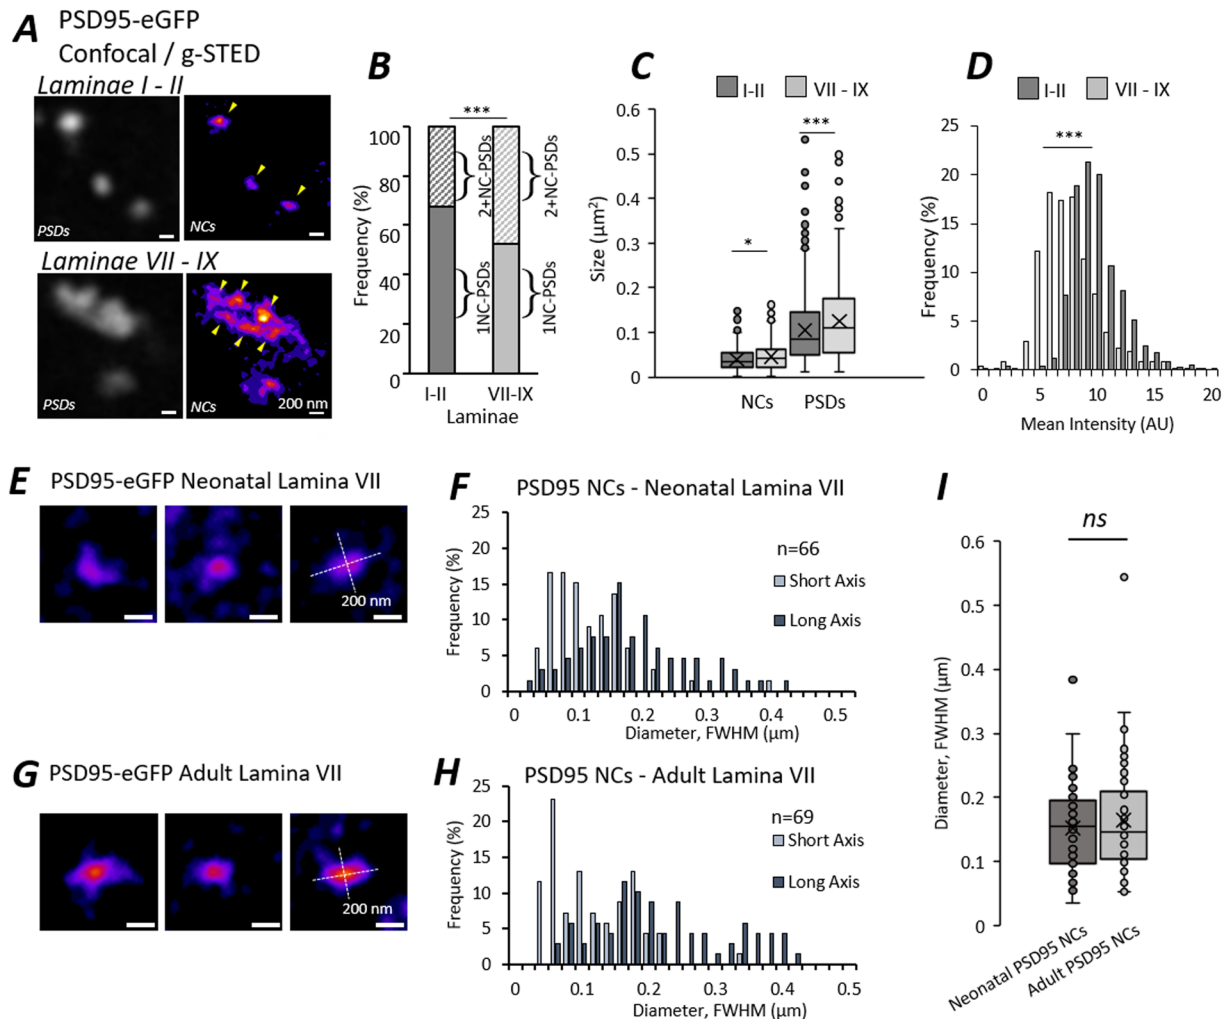 A
PSD95-eGFP
Confocal / g-STED
Laminae I - II
PSDs
NCs
Laminae VII - IX
PSDs
NCs
200 nm
B
***
Frequency (%)
100
80
60
40
20
0
2+NC-PSDs
1NC-PSDs
2+NC-PSDs
1NC-PSDs
I-II
VII-IX
Laminae
C
I-II
VII - IX
Size (µm²)
0.6
0.5
0.4
0.3
0.2
0.1
0
*
***
NCs
PSDs
D
I-II
VII - IX
***
Frequency (%)
25
20
15
10
5
0
0
5
10
15
20
Mean Intensity (AU)
E
PSD95-eGFP Neonatal Lamina VII
200 nm
F
PSD95 NCs - Neonatal Lamina VII
n=66
Short Axis
Long Axis
Frequency (%)
25
20
15
10
5
0
0
0.1
0.2
0.3
0.4
0.5
Diameter, FWHM (µm)
G
PSD95-eGFP Adult Lamina VII
200 nm
H
PSD95 NCs - Adult Lamina VII
n=69
Short Axis
Long Axis
Frequency (%)
25
20
15
10
5
0
0
0.1
0.2
0.3
0.4
0.5
Diameter, FWHM (µm)
I
ns
Diameter, FWHM (µm)
0.6
0.5
0.4
0.3
0.2
0.1
0
Neonatal PSD95 NCs
Adult PSD95 NCs